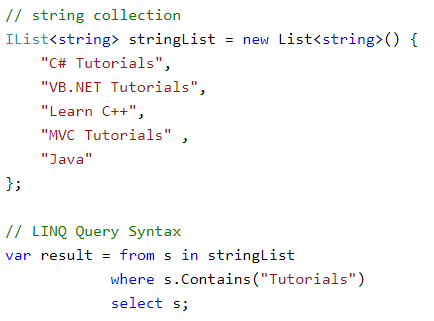 // string collection
IList<string> stringList = new List<string>() {
    "C# Tutorials",
    "VB.NET Tutorials",
    "Learn C++",
    "MVC Tutorials" ,
    "Java"
};

// LINQ Query Syntax
var result = from s in stringList
            where s.Contains("Tutorials")
            select s;